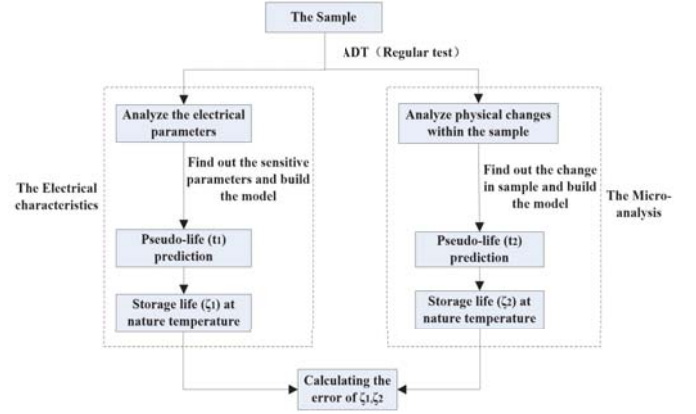 The Sample
ADT（Regular test）
Analyze the electrical
parameters
Find out the sensitive
parameters and build
the model
The Electrical
characteristics
Pseudo-life (t1)
prediction
Storage life (ζ1) at
nature temperature
Analyze physical changes
within the sample
Find out the change
in sample and build
the model
The Micro-
analysis
Pseudo-life (t2)
prediction
Storage life (ζ2) at
nature temperature
Calculating the
error of ζ1,ζ2